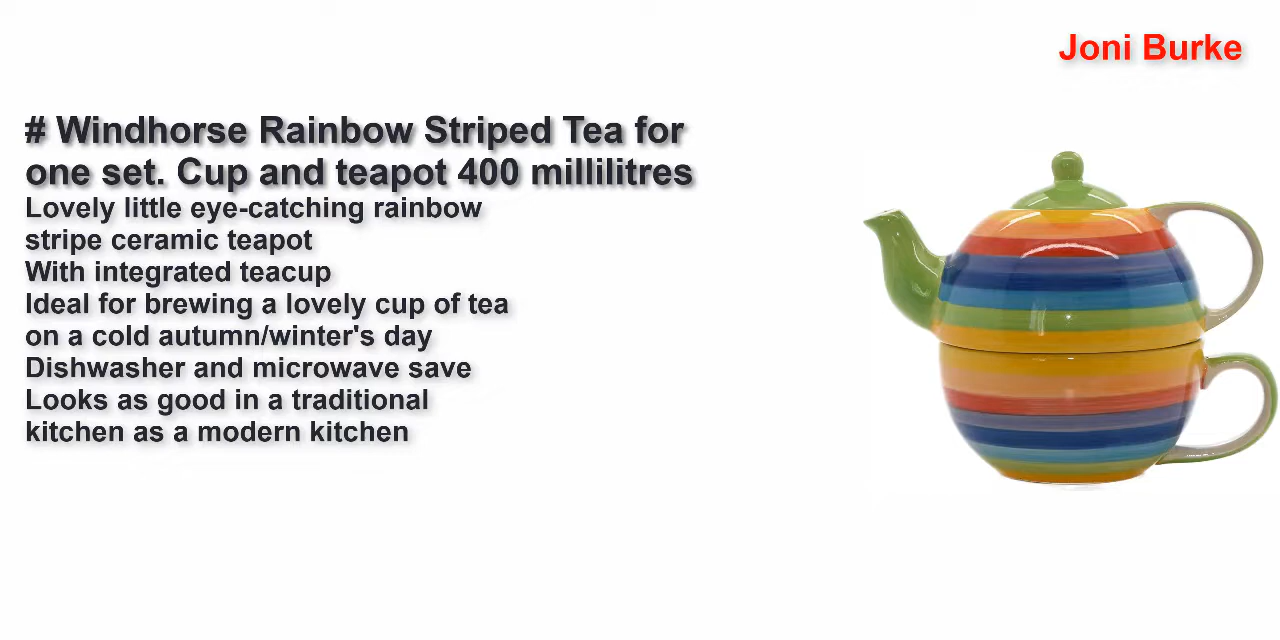 Joni Burke
# Windhorse Rainbow Striped Tea for
one set. Cup and teapot 400 millilitres
Lovely little eye-catching rainbow
stripe ceramic teapot
With integrated teacup
Ideal for brewing a lovely cup of tea
on a cold autumn/winter's day
Dishwasher and microwave save
Looks as good in a traditional
kitchen as a modern kitchen